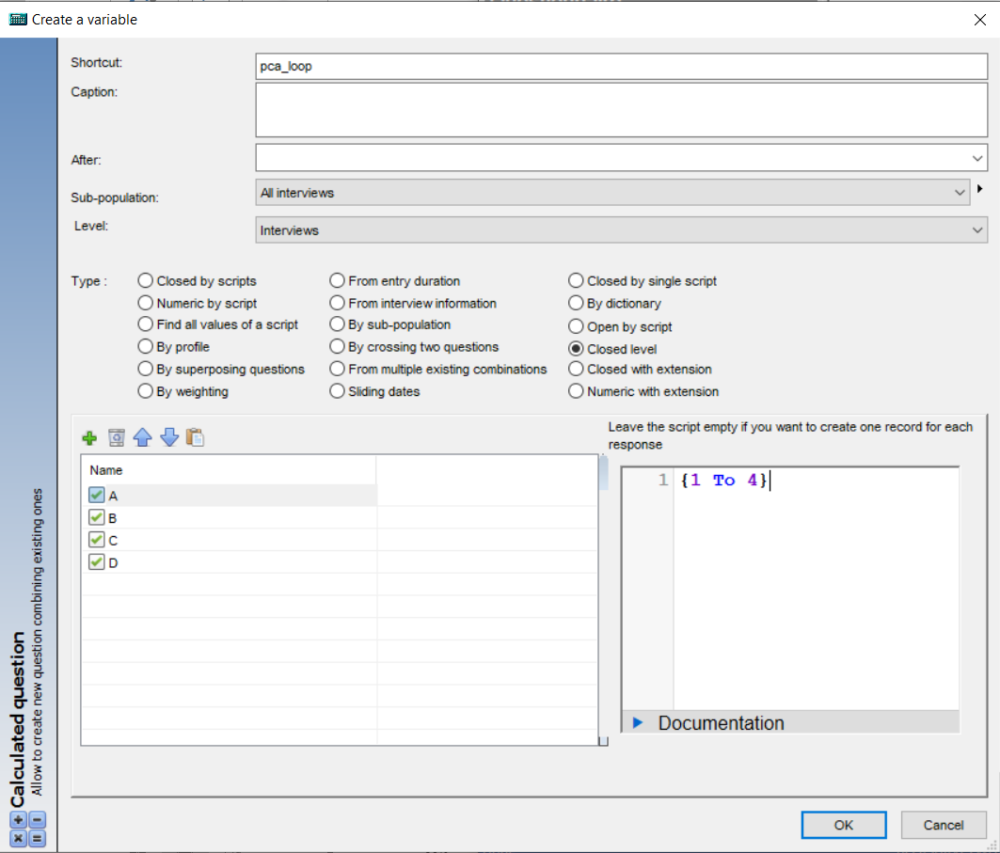 Create a variable
Shortcut:
pca_loop
Caption:
After:
Sub-population:
All interviews
Level:
Interviews
Type :
Closed by scripts
From entry duration
Closed by single script
Numeric by script
From interview information
By dictionary
Find all values of a script
By sub-population
Open by script
By profile
By crossing two questions
Closed level
By superposing questions
From multiple existing combinations
Closed with extension
By weighting
Sliding dates
Numeric with extension
Leave the script empty if you want to create one record for each
response
Name
A
B
C
D
1 {1 To 4}
Documentation
Calculated question
Allow to create new question combining existing ones
OK
Cancel